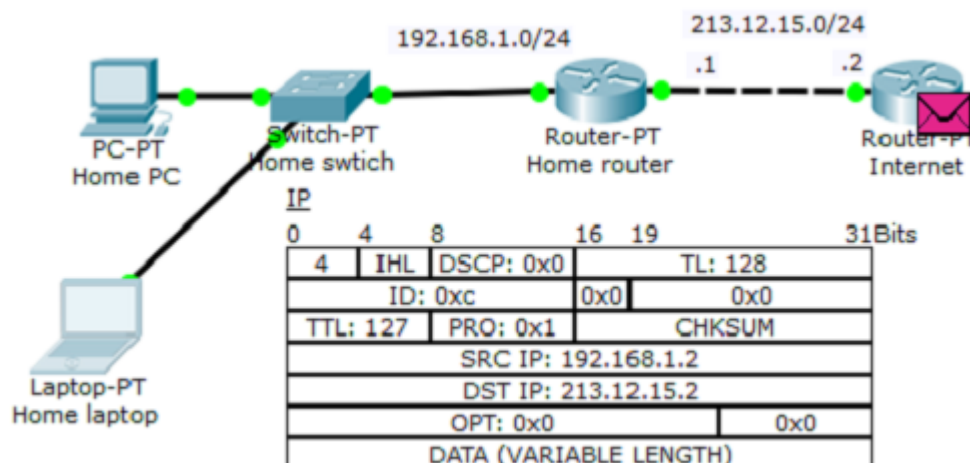 192.168.1.0/24
213.12.15.0/24
.1
.2
PC-PT
Home PC
Switch-PT
Home swtich
Router-PT
Home router
Router-PT
Internet
Laptop-PT
Home laptop
IP
0 4 8 16 19 31Bits
4 IHL DSCP: 0x0 TL: 128
ID: 0xc 0x0 0x0
TTL: 127 PRO: 0x1 CHKSUM
SRC IP: 192.168.1.2
DST IP: 213.12.15.2
OPT: 0x0 0x0
DATA (VARIABLE LENGTH)